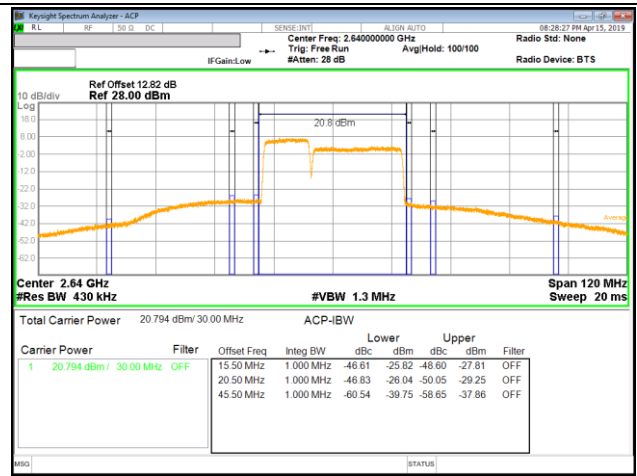 Keysight Spectrum Analyzer - ACP
RL RF 50 Ω DC SENSE:INT ALIGN AUTO 08:28:27 PM Apr 15, 2019
Center Freq: 2.640000000 GHz Radio Std: None
Trig: Free Run Avg|Hold: 100/100
IFGain:Low #Atten: 28 dB Radio Device: BTS
Ref Offset 12.82 dB
10 dB/div Ref 28.00 dBm
Log
18.0
20.8 dBm
8.00
-2.00
-12.0
-22.0
-32.0
Average
-42.0
-52.0
-62.0
Center 2.64 GHz Span 120 MHz
#Res BW 430 kHz #VBW 1.3 MHz Sweep 20 ms
Total Carrier Power 20.794 dBm/ 30.00 MHz ACP-IBW
Lower Upper
Carrier Power Filter Offset Freq Integ BW dBc dBm dBc dBm Filter
1 20.794 dBm / 30.00 MHz OFF 15.50 MHz 1.000 MHz -46.61 -25.82 -48.60 -27.81 OFF
20.50 MHz 1.000 MHz -46.83 -26.04 -50.05 -29.25 OFF
45.50 MHz 1.000 MHz -60.54 -39.75 -58.65 -37.86 OFF
MSG STATUS